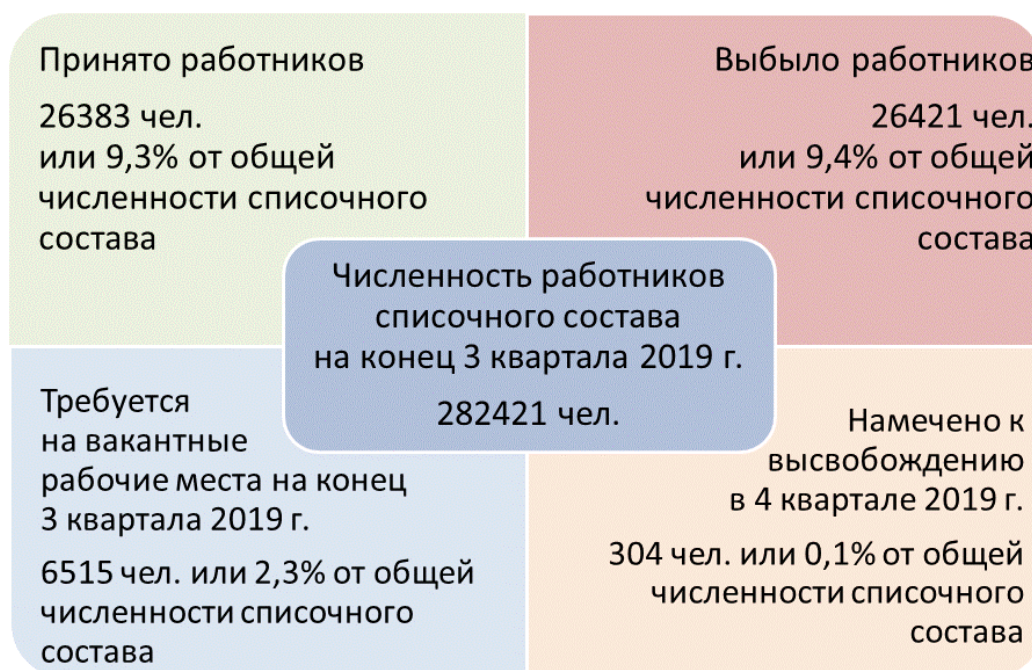 Принято работников
26383 чел.
или 9,3% от общей
численности списочного
состава
Выбыло работников
26421 чел.
или 9,4% от общей
численности списочного
состава
Численность работников
списочного состава
на конец 3 квартала 2019 г.
282421 чел.
Требуется
на вакантные
рабочие места на конец
3 квартала 2019 г.
6515 чел. или 2,3% от общей
численности списочного
состава
Намечено к
высвобождению
в 4 квартале 2019 г.
304 чел. или 0,1% от общей
численности списочного
состава